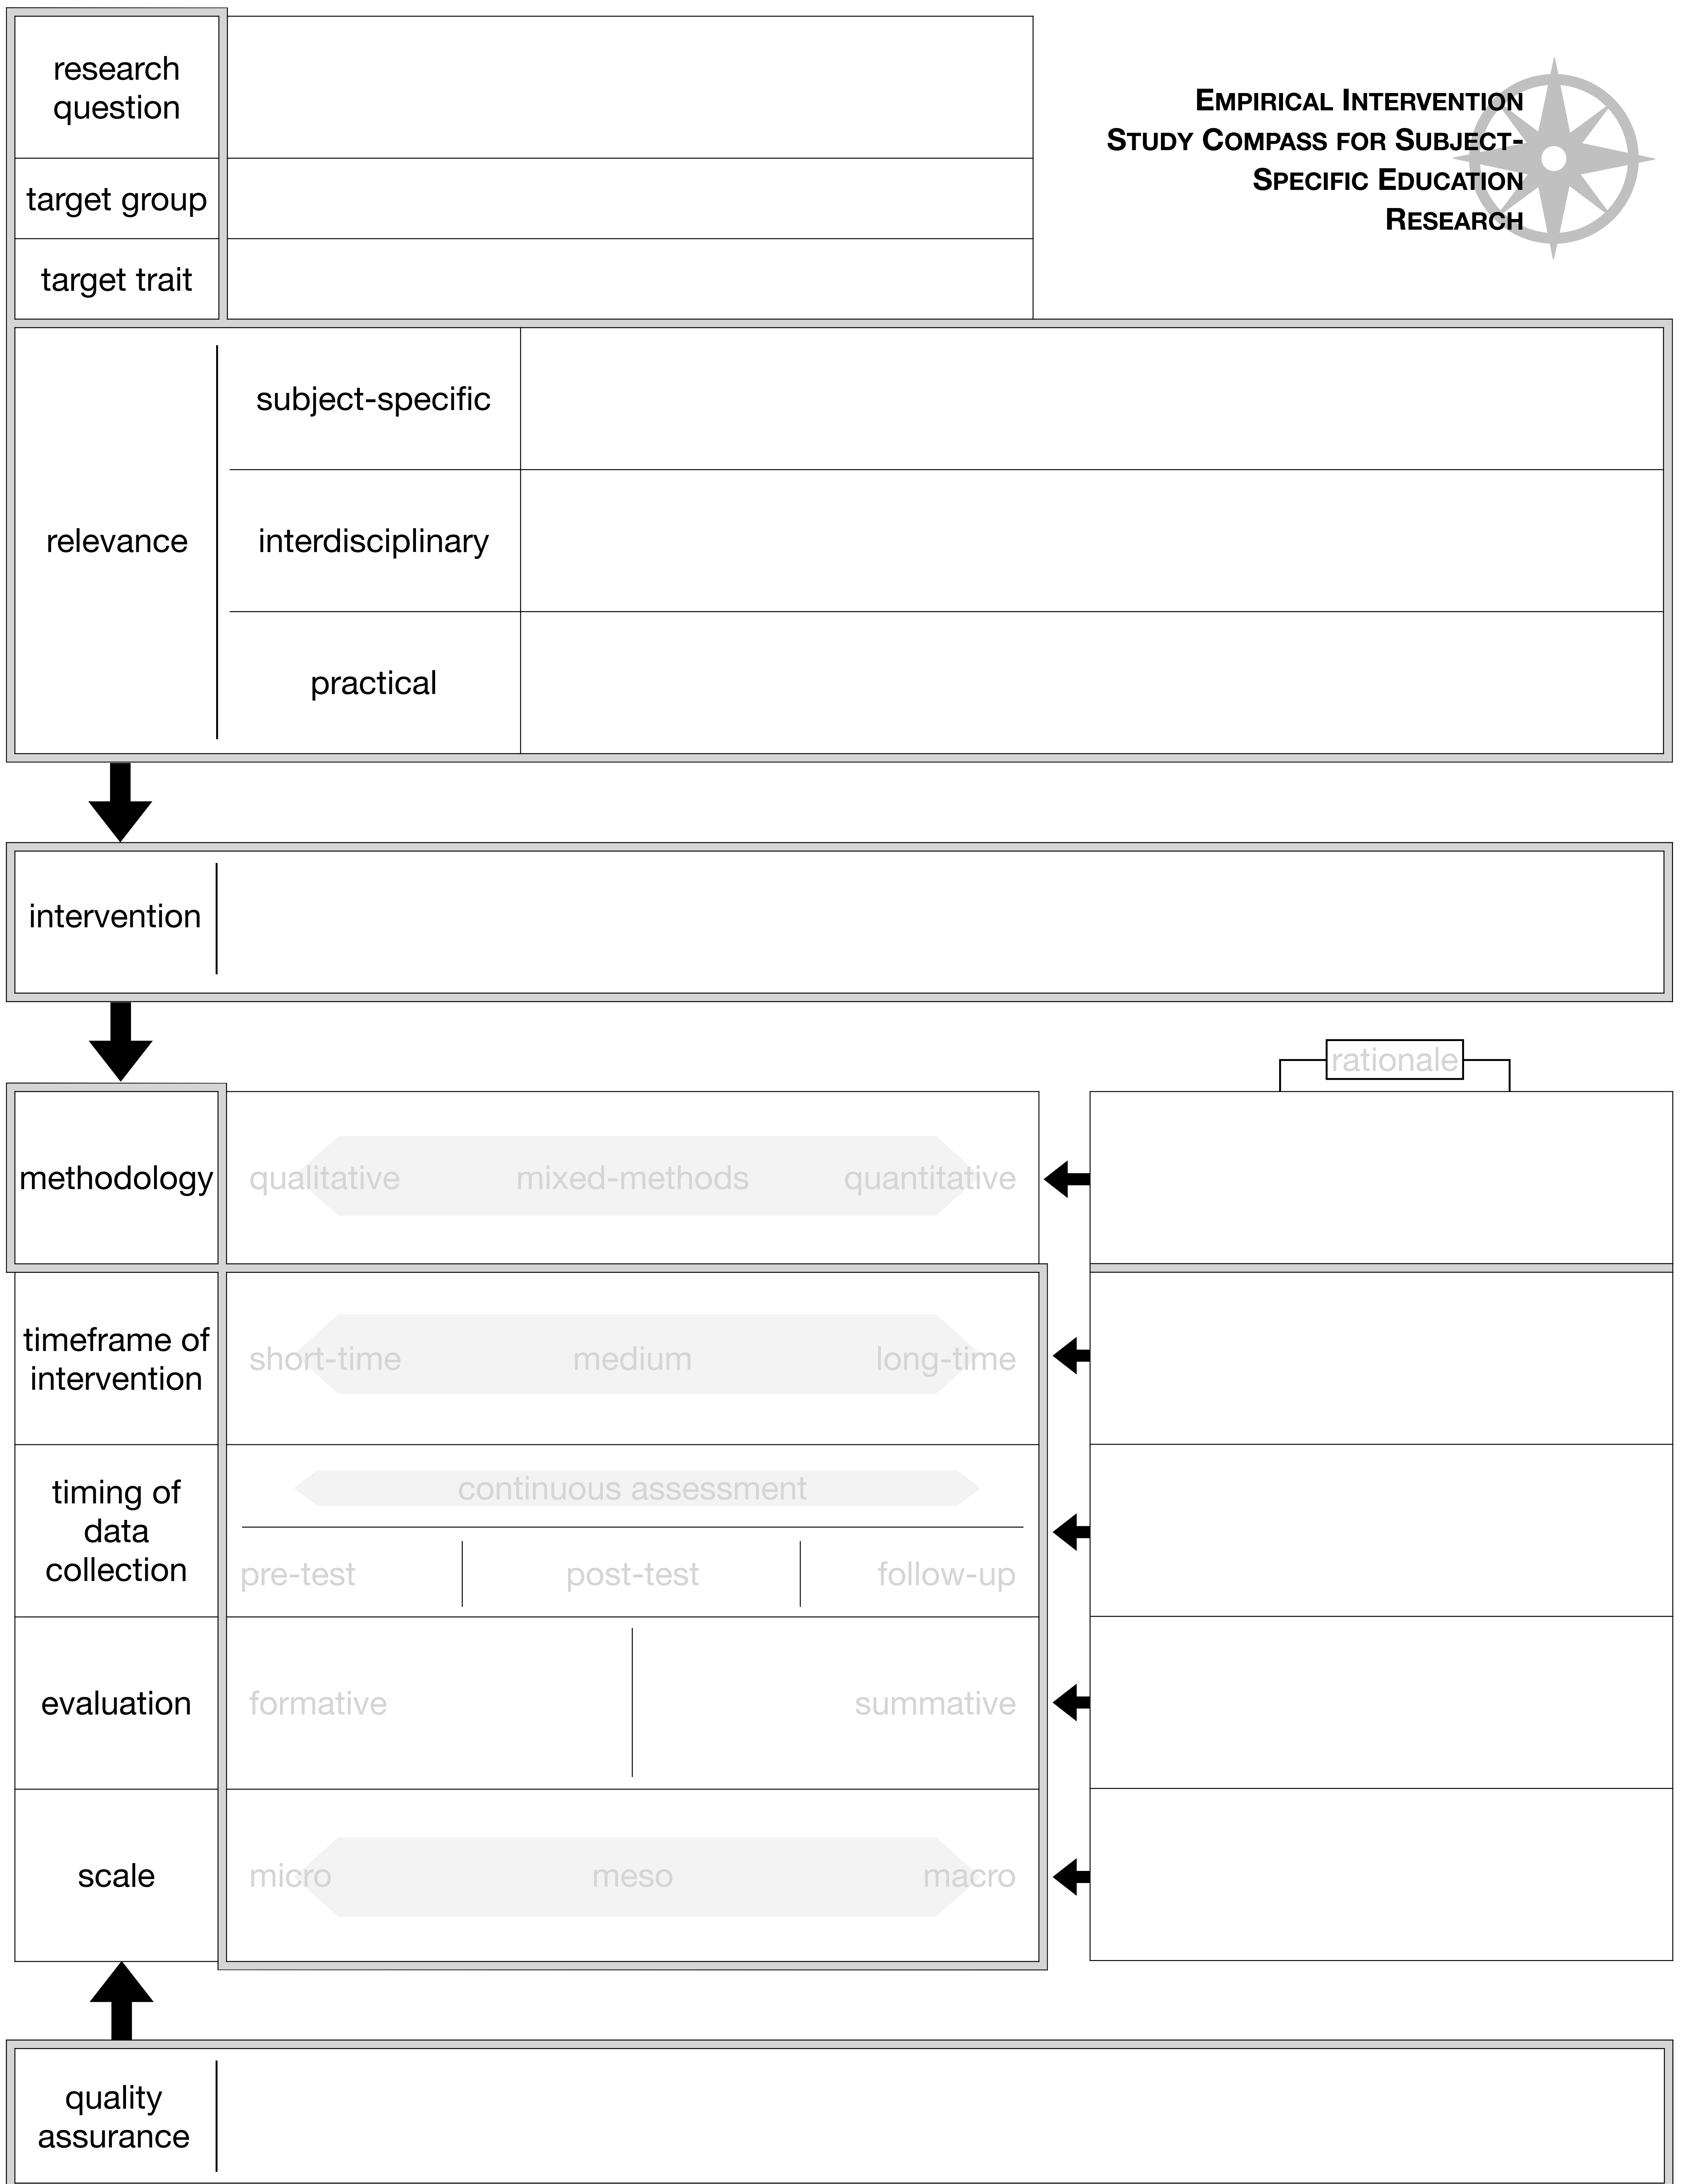 research
question
EMPIRICAL INTERVENTION
STUDY COMPASS FOR SUBJECT-
SPECIFIC EDUCATION
RESEARCH
target group
target trait
relevance
subject-specific
interdisciplinary
practical
intervention
rationale
methodology
qualitative mixed-methods quantitative
timeframe of
intervention
short-time medium long-time
timing of
data
collection
continuous assessment
pre-test post-test follow-up
evaluation
formative summative
scale
micro meso macro
quality
assurance